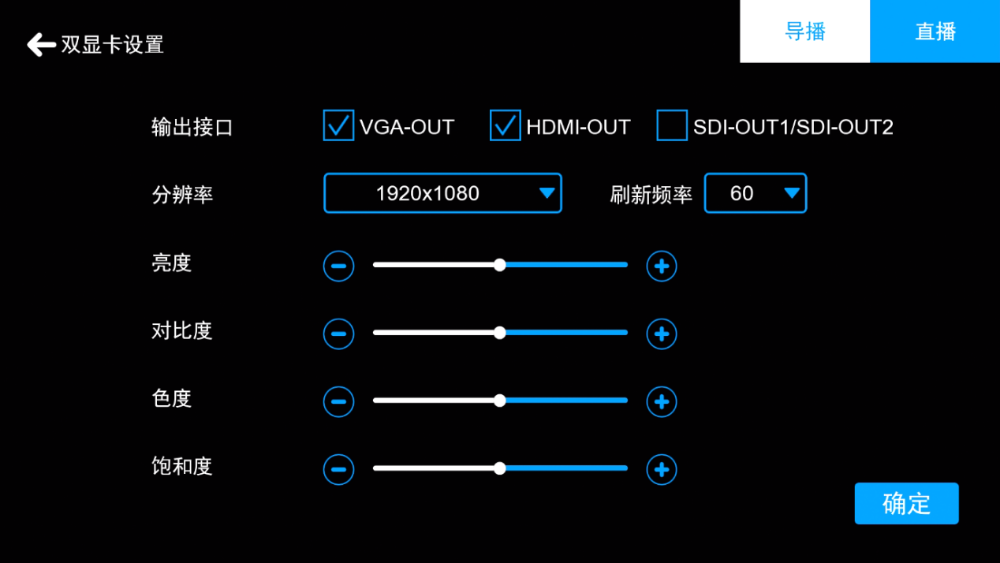 双显卡设置
导播
直播
输出接口 VGA-OUT HDMI-OUT SDI-OUT1/SDI-OUT2
分辨率 1920x1080 刷新频率 60
亮度
对比度
色度
饱和度
确定